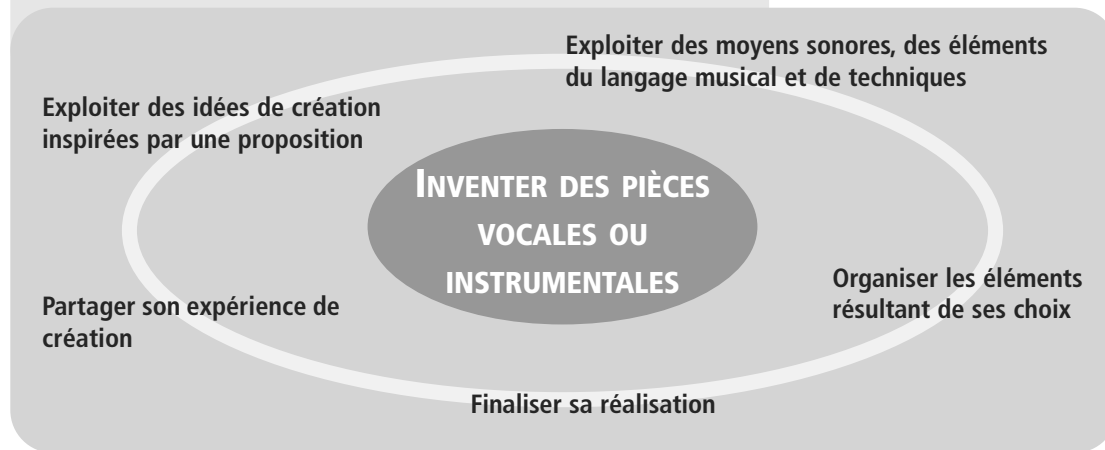 Exploiter des moyens sonores, des éléments
du langage musical et de techniques
Exploiter des idées de création
inspirées par une proposition
INVENTER DES PIÈCES
VOCALES OU
INSTRUMENTALES
Organiser les éléments
résultant de ses choix
Partager son expérience de
création
Finaliser sa réalisation